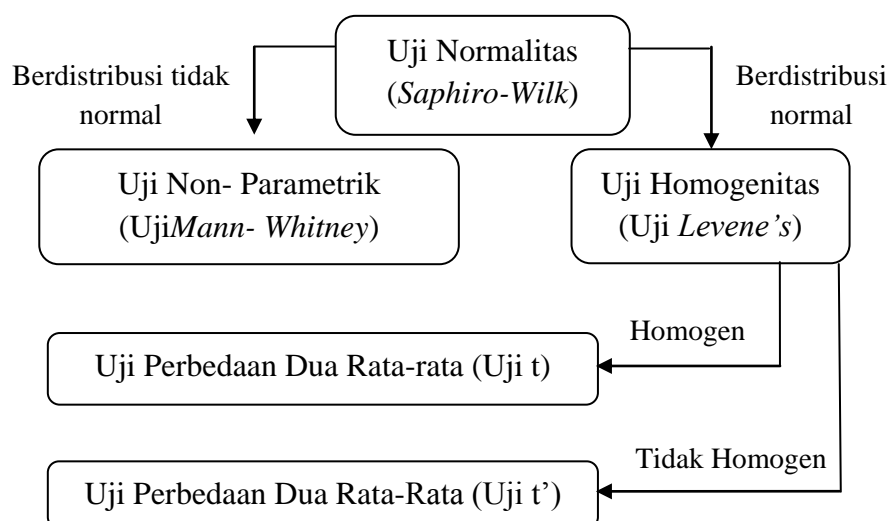 Uji Normalitas
(Saphiro-Wilk)
Berdistribusi tidak
normal
Berdistribusi
normal
Uji Non- Parametrik
(UjiMann- Whitney)
Uji Homogenitas
(Uji Levene’s)
Homogen
Uji Perbedaan Dua Rata-rata (Uji t)
Tidak Homogen
Uji Perbedaan Dua Rata-Rata (Uji t’)